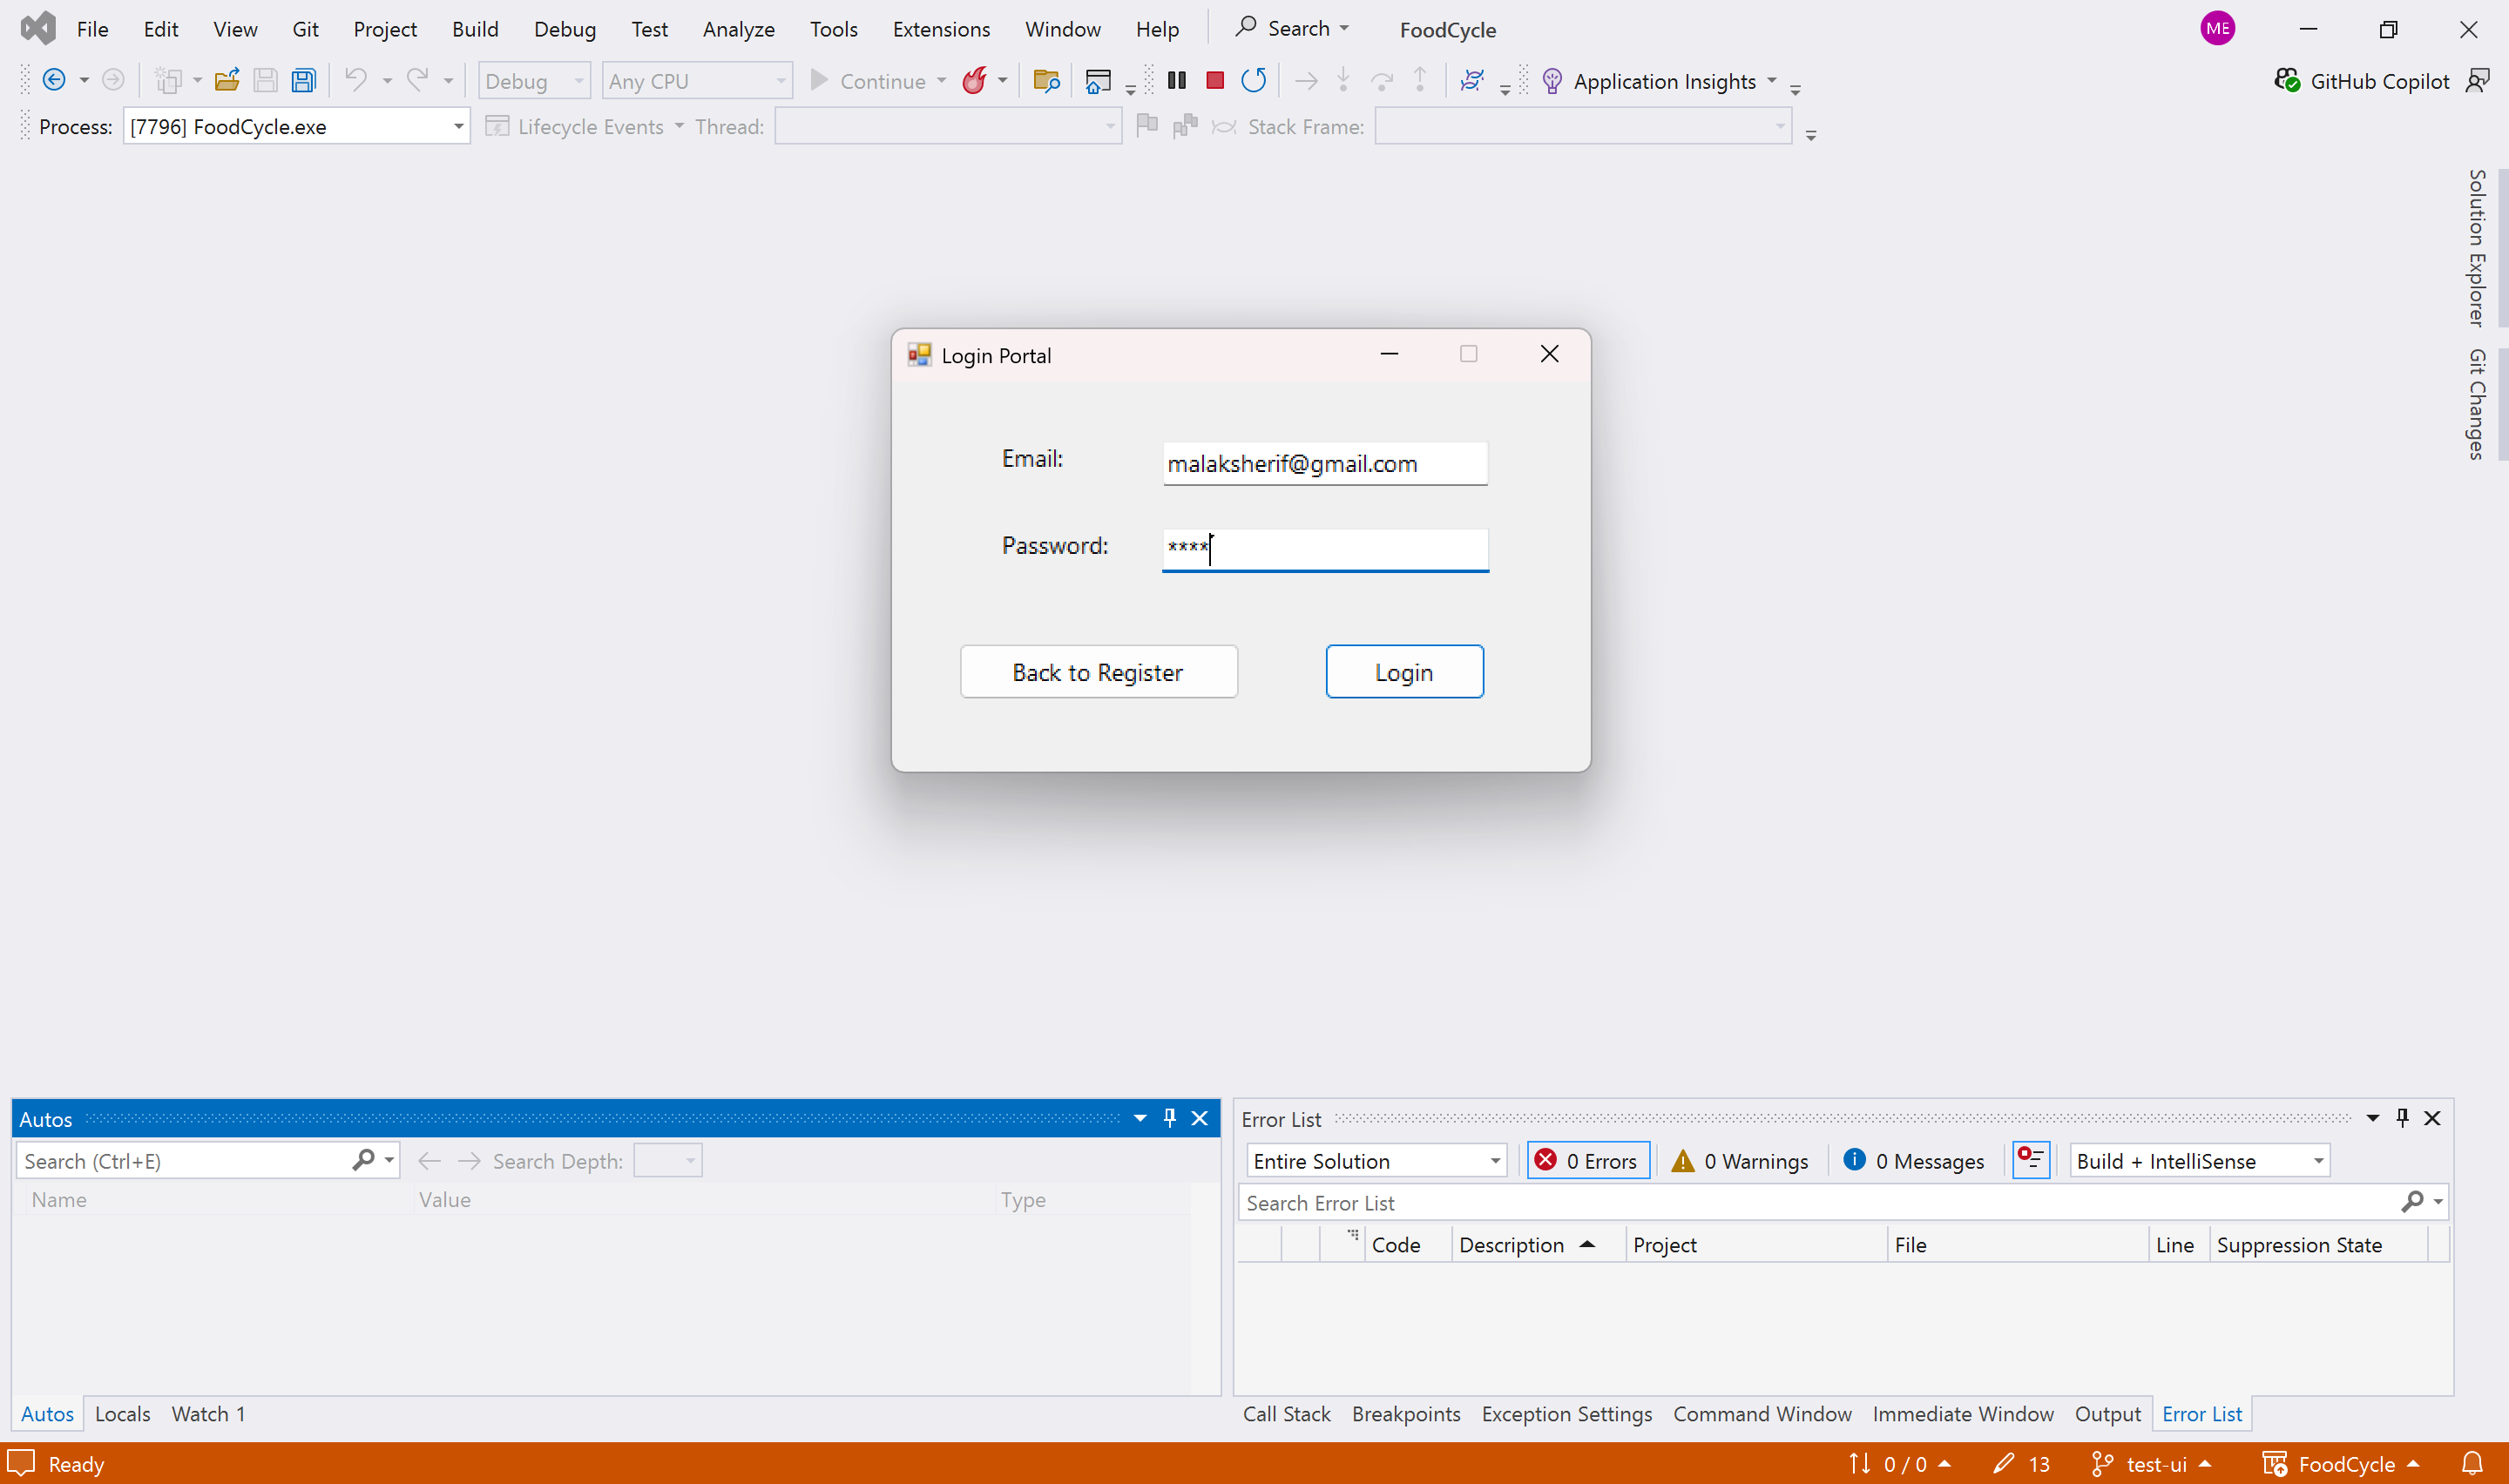 File Edit View Git Project Build Debug Test Analyze Tools Extensions Window Help Search FoodCycle ME
Debug Any CPU Continue Application Insights GitHub Copilot
Process: [7796] FoodCycle.exe Lifecycle Events Thread: Stack Frame:
Solution Explorer
Git Changes
Login Portal
Email: malaksherif@gmail.com
Password: ****
Back to Register Login
Autos
Search (Ctrl+E) Search Depth:
Name Value Type
Autos Locals Watch 1
Error List
Entire Solution 0 Errors 0 Warnings 0 Messages Build + IntelliSense
Search Error List
Code Description Project File Line Suppression State
Call Stack Breakpoints Exception Settings Command Window Immediate Window Output Error List
Ready 0 / 0 13 test-ui FoodCycle